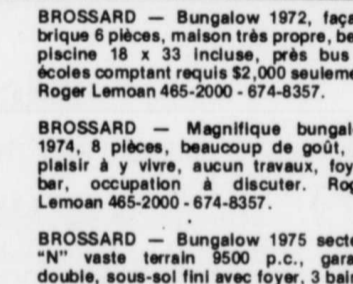 BROSSARD — Bungalow 1972, faça
brique 6 pièces, maison très propre, be
piscine 18 x 33 incluse, près bus
écoles comptant requis $2,000 seuleme
Roger Lemoan 465-2000 - 674-8357.
BROSSARD — Magnifique bungal
1974, 8 pièces, beaucoup de goût,
plaisir à y vivre, aucun travaux, foy
bar, occupation à discuter. Rog
Lemoan 465-2000 - 674-8357.
BROSSARD — Bungalow 1975 secte
"N" vaste terrain 9500 p.c., gara
double, sous-sol fini avec foyer, 3 bain